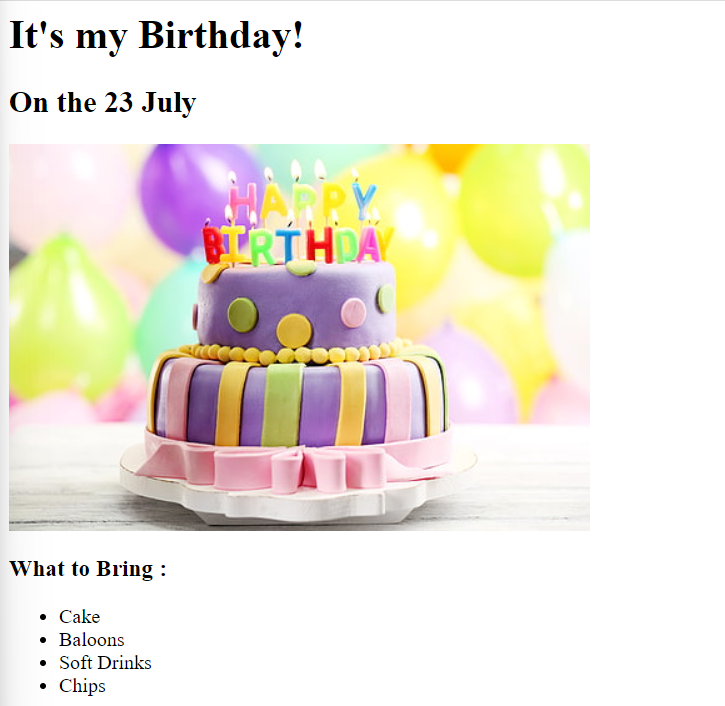 It's my Birthday!
On the 23 July
HAPPY
BIRTHDAY
What to Bring :
Cake
Baloons
Soft Drinks
Chips